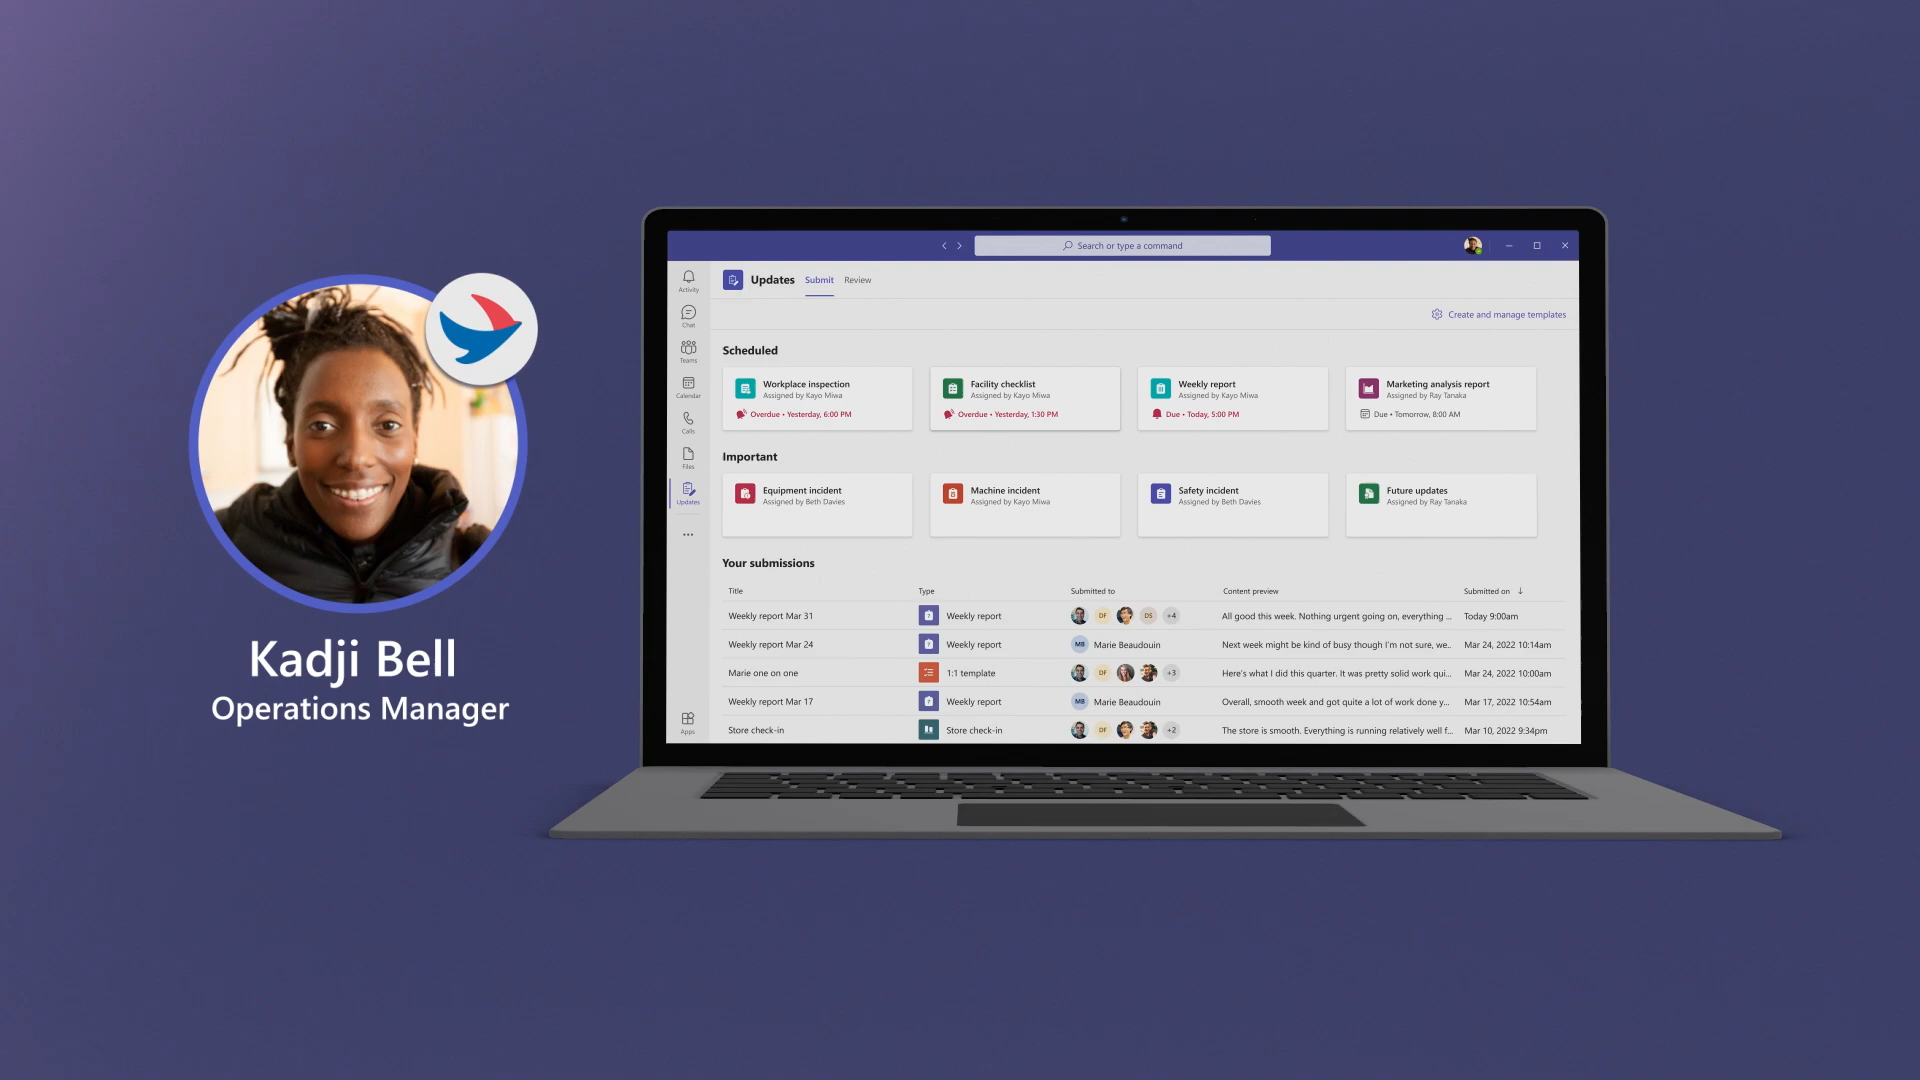 Search or type a command
Activity
Chat
Teams
Calendar
Calls
Files
Updates
Apps
Updates Submit Review
Create and manage templates
Scheduled
Workplace inspection
Assigned by Kayo Miwa
Overdue • Yesterday, 6:00 PM
Facility checklist
Assigned by Kayo Miwa
Overdue • Yesterday, 1:30 PM
Weekly report
Assigned by Kayo Miwa
Due • Today, 5:00 PM
Marketing analysis report
Assigned by Ray Tanaka
Due • Tomorrow, 8:00 AM
Important
Equipment incident
Assigned by Beth Davies
Machine incident
Assigned by Kayo Miwa
Safety incident
Assigned by Beth Davies
Future updates
Assigned by Ray Tanaka
Your submissions
Title Type Submitted to Content preview Submitted on ↓
Weekly report Mar 31 Weekly report DF DS +4 All good this week. Nothing urgent going on, everything ... Today 9:00am
Weekly report Mar 24 Weekly report MB Marie Beaudouin Next week might be kind of busy though I'm not sure, we.. Mar 24, 2022 10:14am
Marie one on one 1:1 template DF +3 Here's what I did this quarter. It was pretty solid work qui... Mar 24, 2022 10:00am
Weekly report Mar 17 Weekly report MB Marie Beaudouin Overall, smooth week and got quite a lot of work done y... Mar 17, 2022 10:54am
Store check-in Store check-in DF +2 The store is smooth. Everything is running relatively well f... Mar 10, 2022 9:34pm
Kadji Bell
Operations Manager